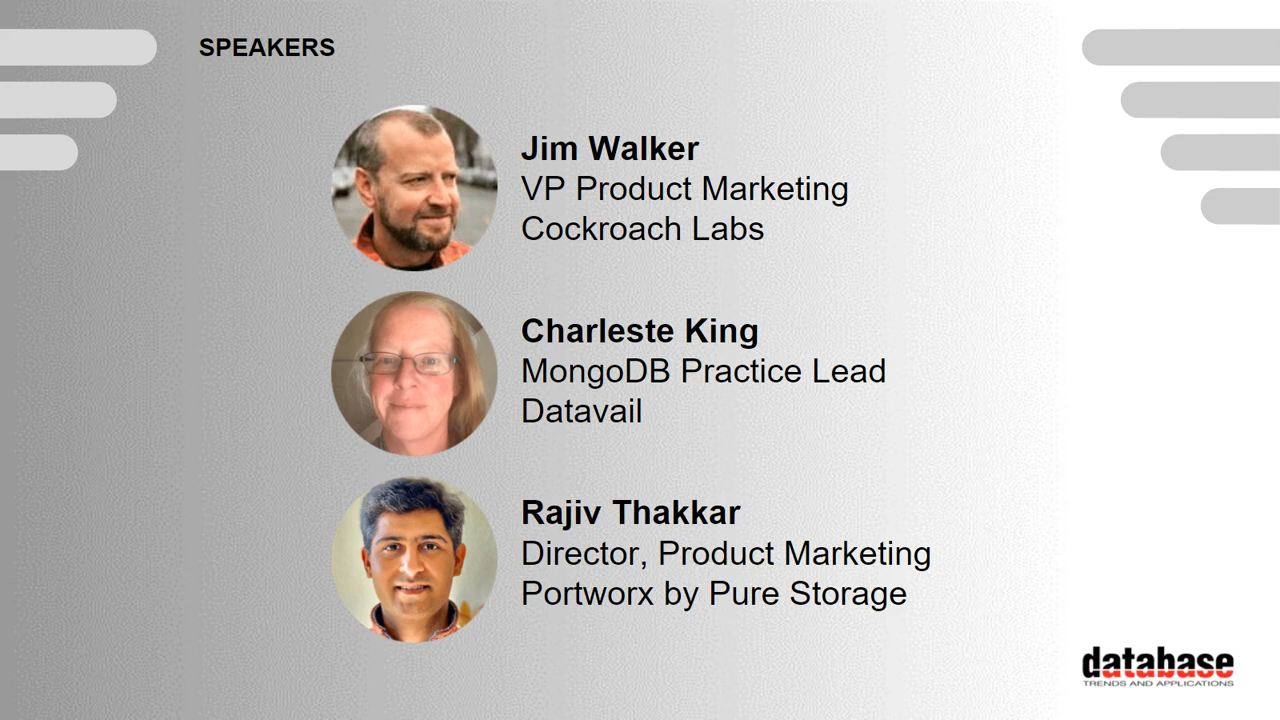 SPEAKERS
Jim Walker
VP Product Marketing
Cockroach Labs
Charleste King
MongoDB Practice Lead
Datavail
Rajiv Thakkar
Director, Product Marketing
Portworx by Pure Storage
database
TRENDS AND APPLICATIONS